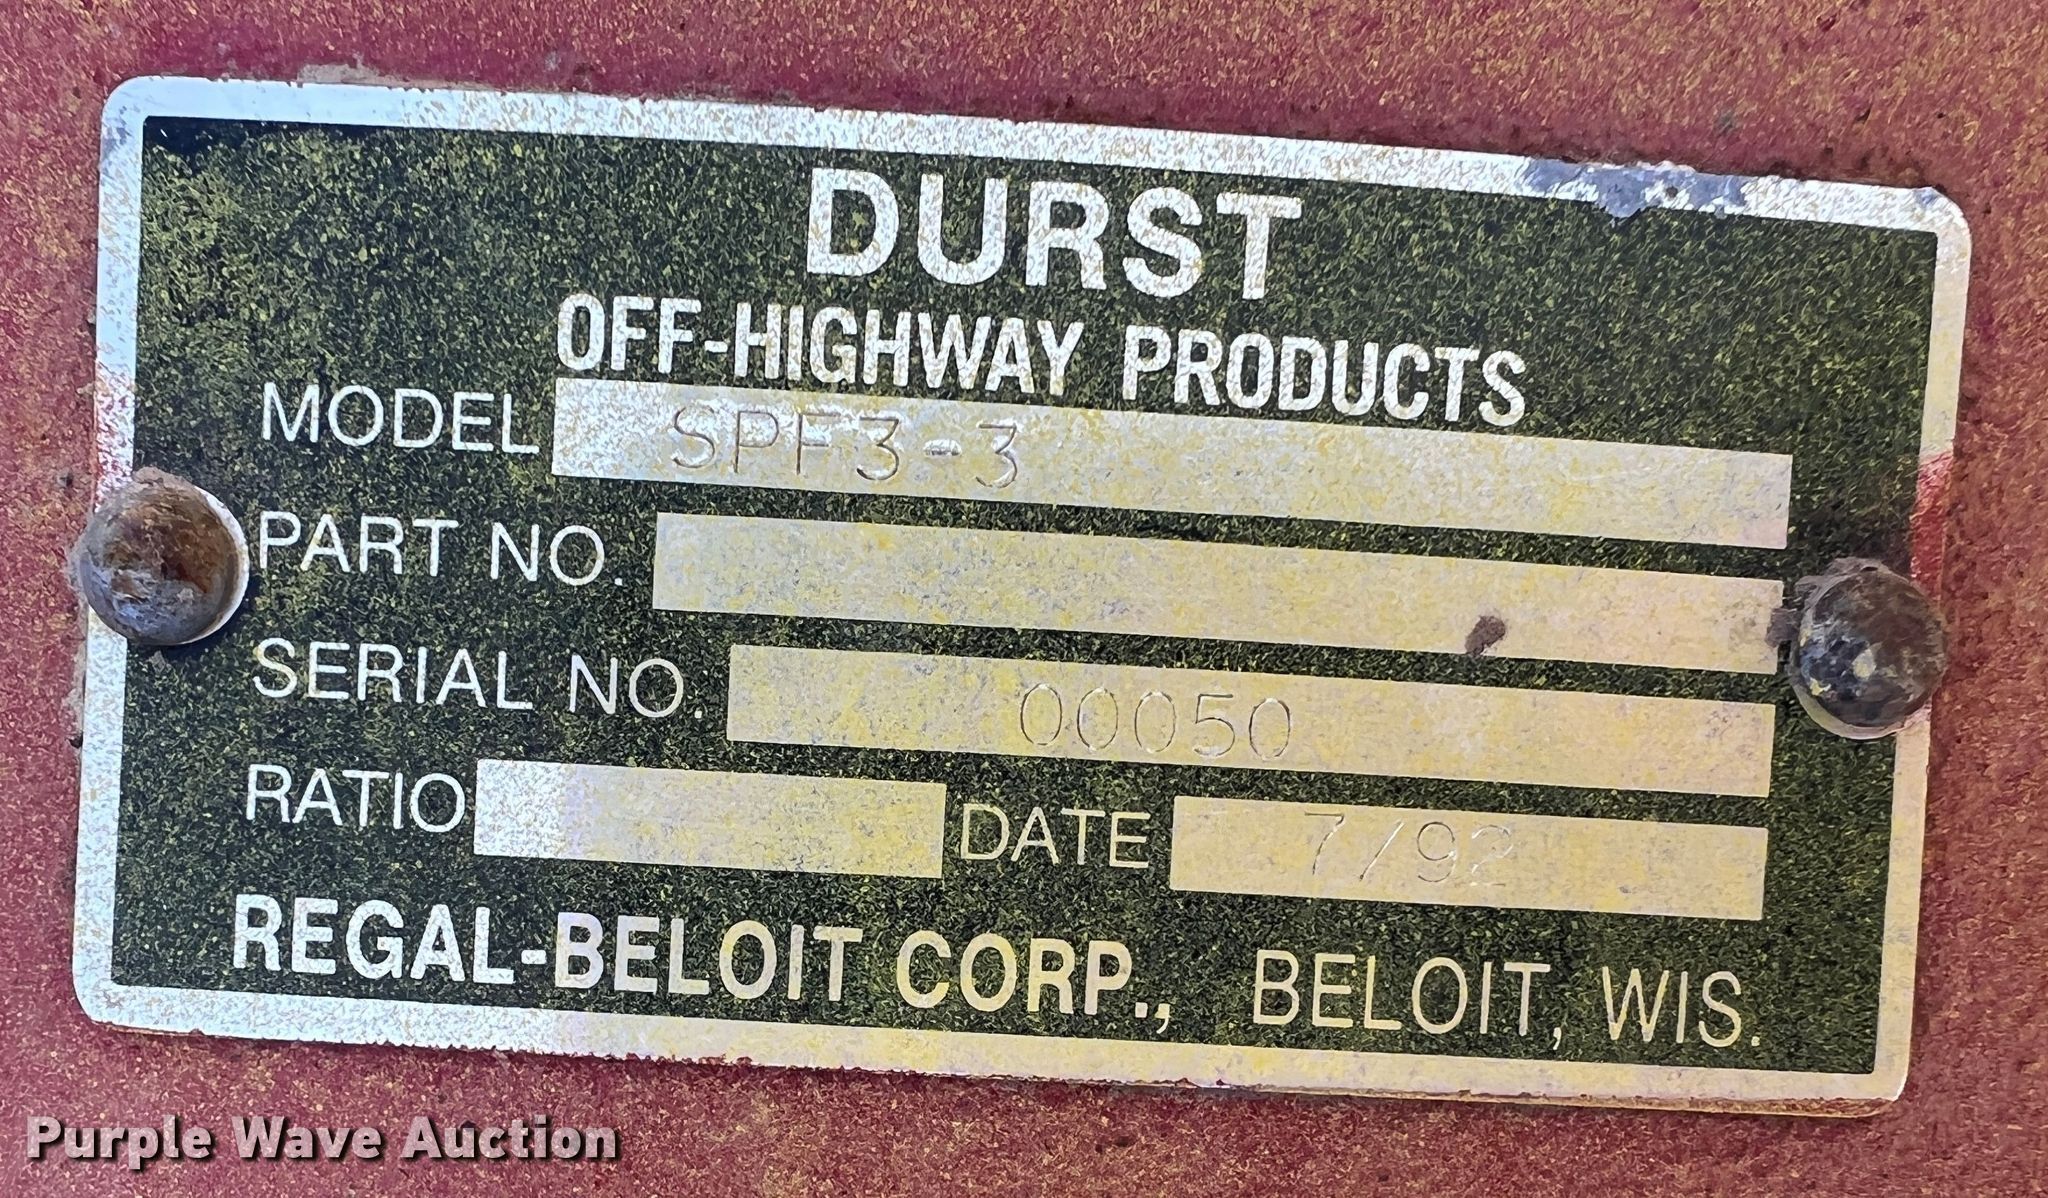 DURST
OFF-HIGHWAY PRODUCTS
MODEL SPF3-3
PART NO.
SERIAL NO. 00050
RATIO DATE 7/92
REGAL-BELOIT CORP., BELOIT, WIS.
Purple Wave Auction